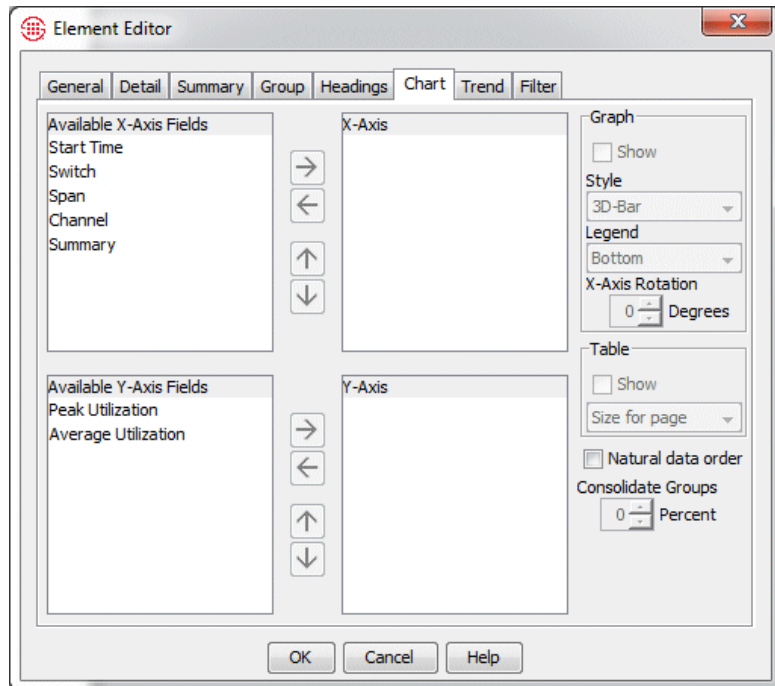 Element Editor
General Detail Summary Group Headings Chart Trend Filter
Available X-Axis Fields
Start Time
Switch
Span
Channel
Summary
X-Axis
Graph
Show
Style
3D-Bar
Legend
Bottom
X-Axis Rotation
0 Degrees
Available Y-Axis Fields
Peak Utilization
Average Utilization
Y-Axis
Table
Show
Size for page
Natural data order
Consolidate Groups
0 Percent
OK Cancel Help